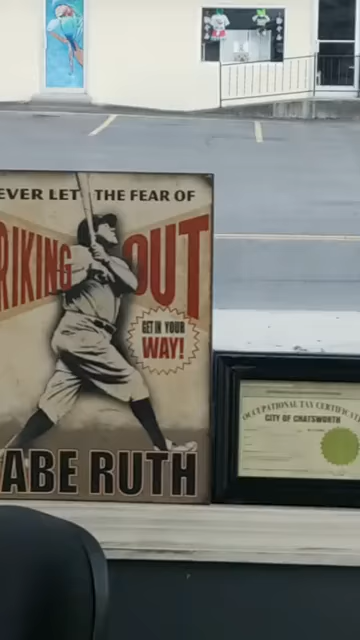 EVER LET THE FEAR OF
RIKING OUT
GET IN YOUR
WAY!
ABE RUTH
OCCUPATIONAL TAX CERTIFICATE
CITY OF CHATSWORTH